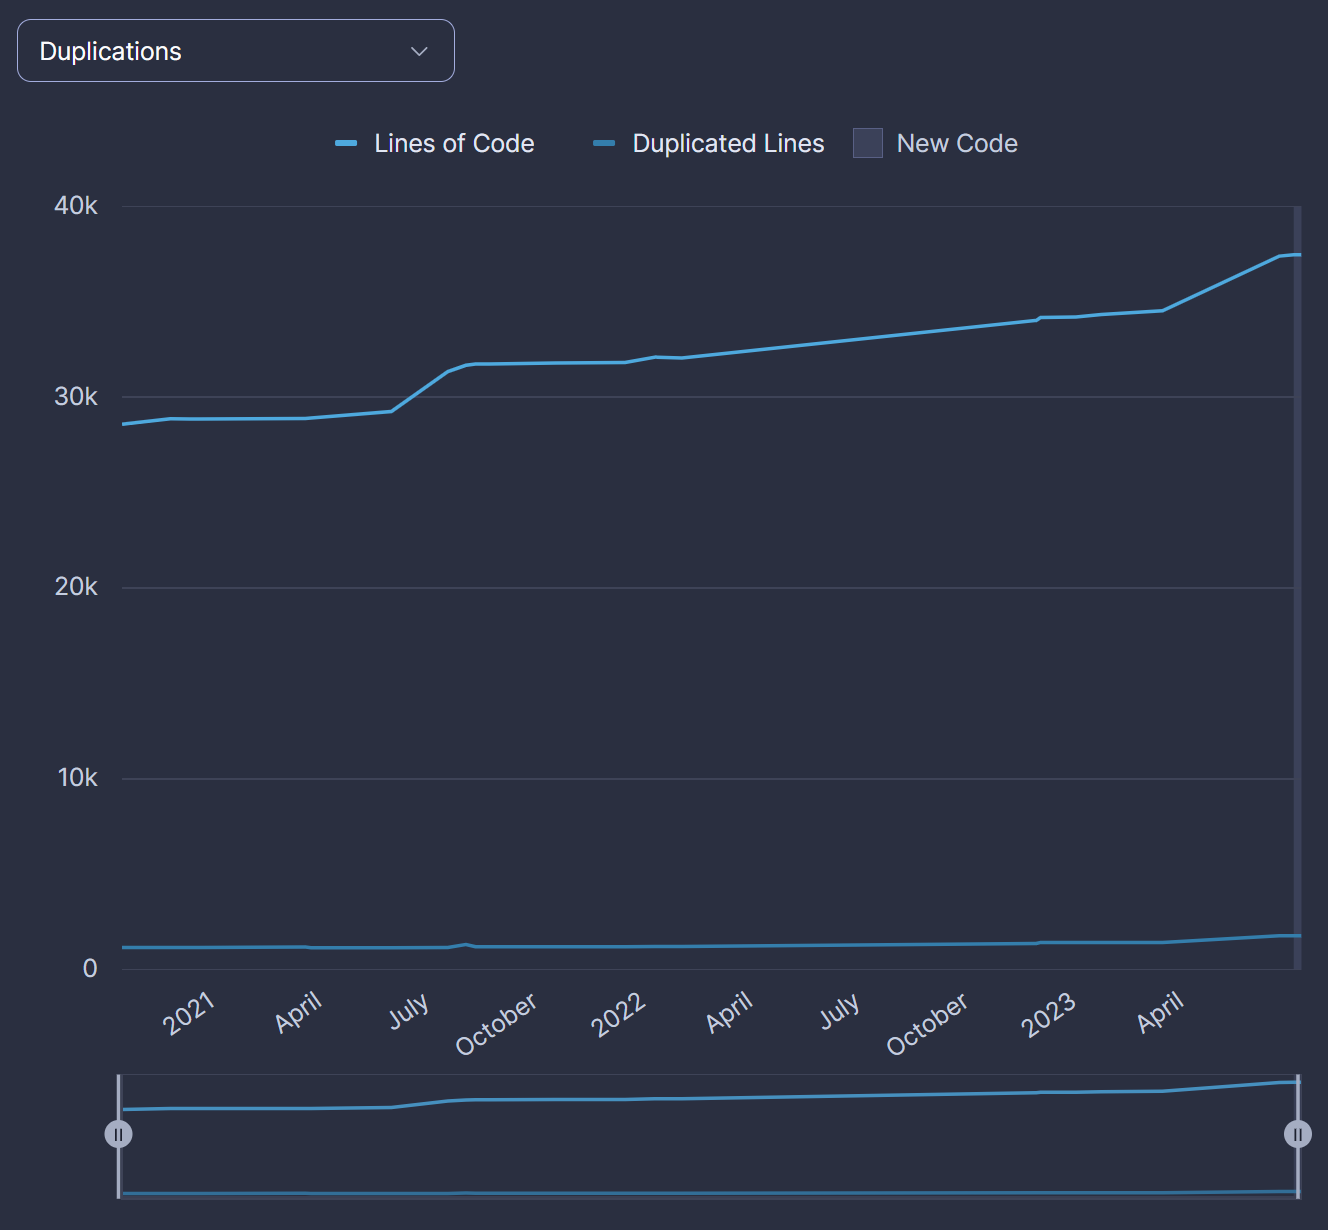 Duplications
Lines of Code Duplicated Lines New Code
40k
30k
20k
10k
0
2021 April July October 2022 April July October 2023 April